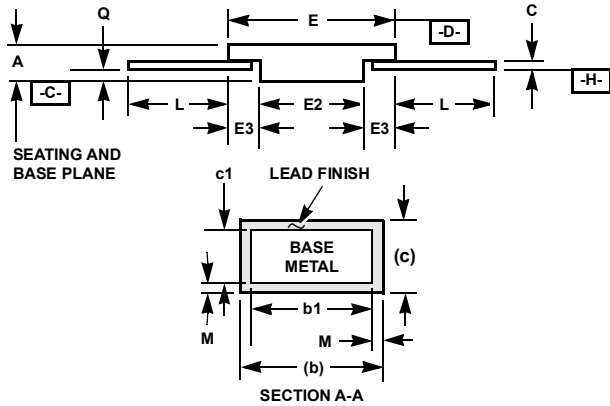 E
-D-
C
Q
A
-C-
-H-
L
E2
L
E3
E3
SEATING AND
BASE PLANE
c1
LEAD FINISH
BASE
METAL
(c)
b1
M
M
(b)
SECTION A-A